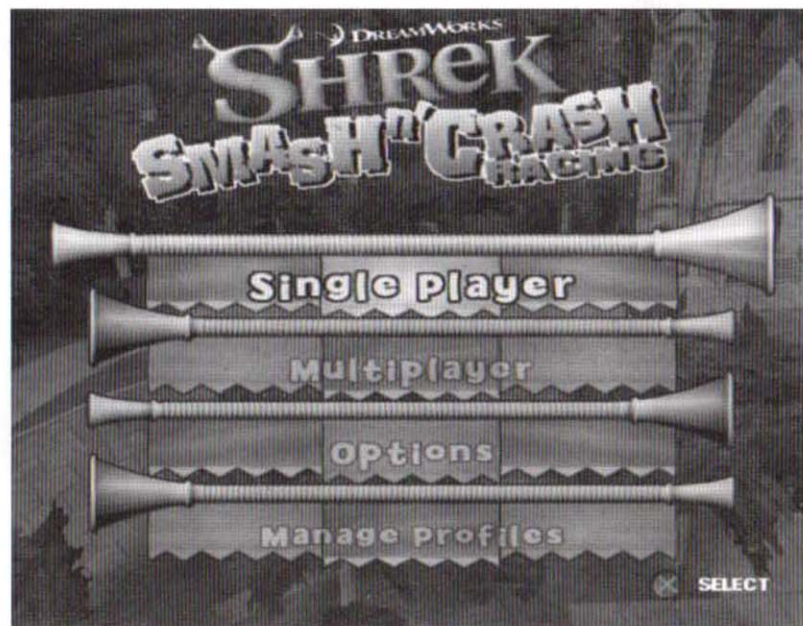 DREAMWORKS
SHREK
SMASH n' CRASH
RACING
Single Player
Multiplayer
Options
Manage Profiles
SELECT